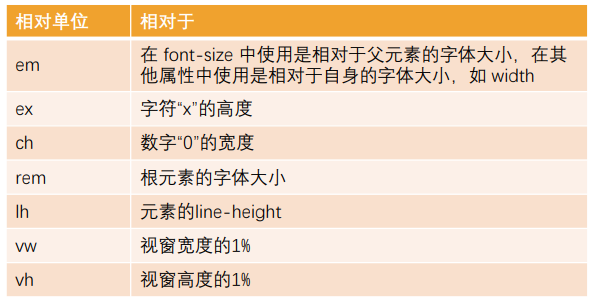 相对单位 相对于
em 在 font-size 中使用是相对于父元素的字体大小，在其
他属性中使用是相对于自身的字体大小，如 width
ex 字符“x”的高度
ch 数字“0”的宽度
rem 根元素的字体大小
lh 元素的line-height
vw 视窗宽度的1%
vh 视窗高度的1%